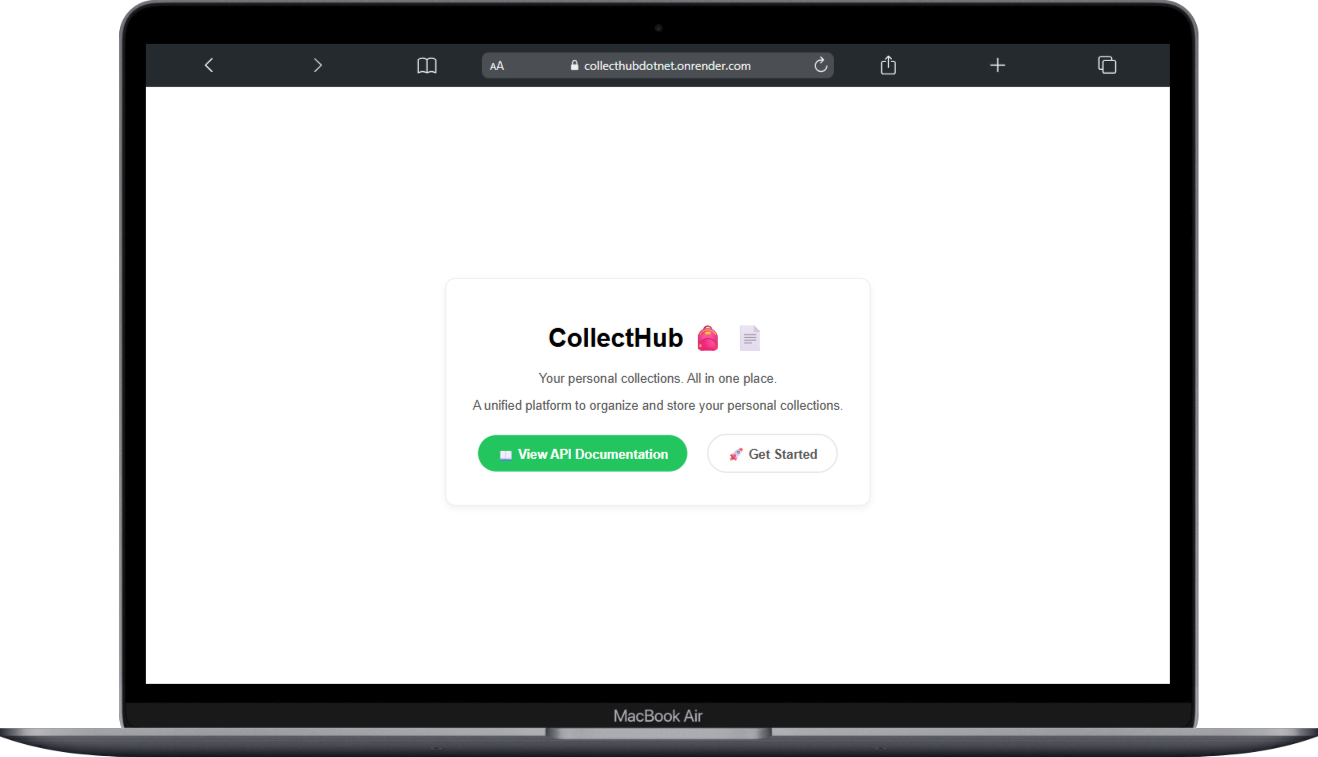 AA
collecthubdotnet.onrender.com
CollectHub
Your personal collections. All in one place.
A unified platform to organize and store your personal collections.
View API Documentation
Get Started
MacBook Air